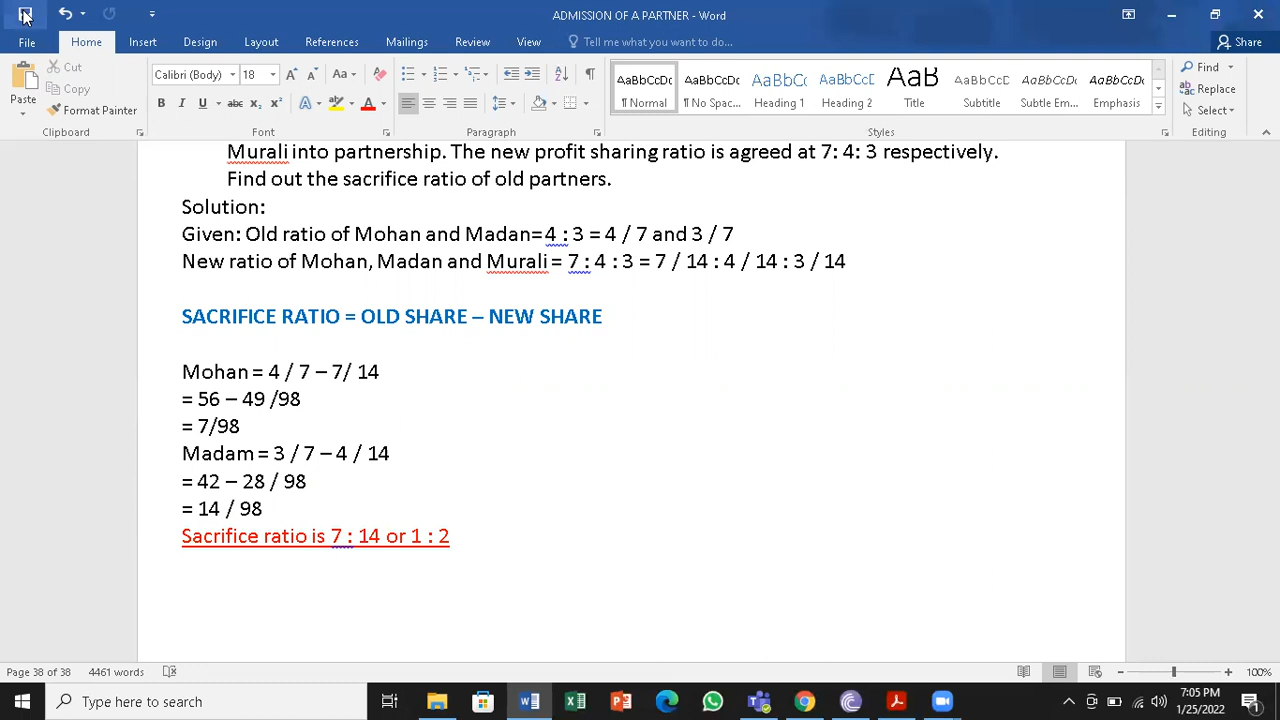 ADMISSION OF A PARTNER - Word
File Home Insert Design Layout References Mailings Review View Tell me what you want to do... Share
Paste Cut Copy Format Painter
Calibri (Body) 18 Aa A
B I U abc x₂ x² A A
AaBbCcDc ¶ Normal
AaBbCcDc ¶ No Spac...
AaBbCc Heading 1
AaBbCcD Heading 2
AaB Title
AaBbCcD Subtitle
AaBbCcDc Subtle Em...
AaBbCcDc Emphasis
Find Replace Select
Clipboard Font Paragraph Styles Editing
Murali into partnership. The new profit sharing ratio is agreed at 7: 4: 3 respectively.
Find out the sacrifice ratio of old partners.
Solution:
Given: Old ratio of Mohan and Madan= 4 : 3 = 4 / 7 and 3 / 7
New ratio of Mohan, Madan and Murali = 7 : 4 : 3 = 7 / 14 : 4 / 14 : 3 / 14
SACRIFICE RATIO = OLD SHARE – NEW SHARE
Mohan = 4 / 7 – 7/ 14
= 56 – 49 /98
= 7/98
Madam = 3 / 7 – 4 / 14
= 42 – 28 / 98
= 14 / 98
Sacrifice ratio is 7 : 14 or 1 : 2
Page 38 of 38 4461 words 100%
Type here to search
7:05 PM
1/25/2022